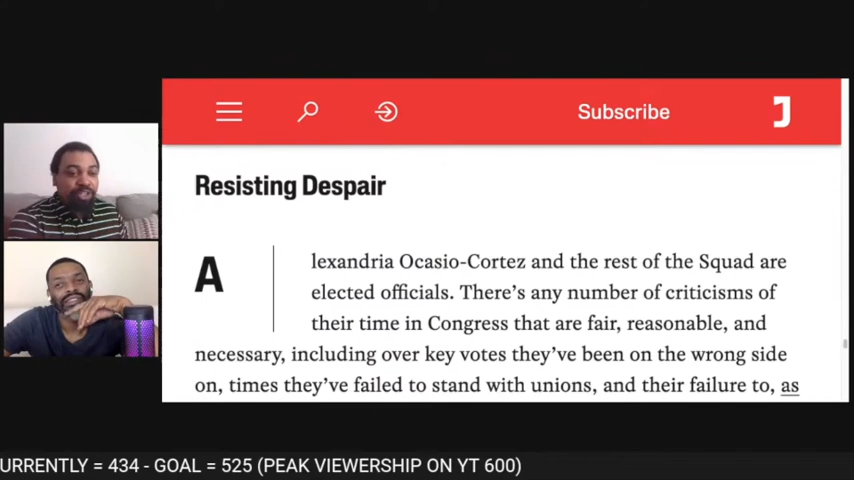 Subscribe
J
Resisting Despair
Alexandria Ocasio-Cortez and the rest of the Squad are
elected officials. There’s any number of criticisms of
their time in Congress that are fair, reasonable, and
necessary, including over key votes they’ve been on the wrong side
on, times they’ve failed to stand with unions, and their failure to, as
URRENTLY = 434 - GOAL = 525 (PEAK VIEWERSHIP ON YT 600)